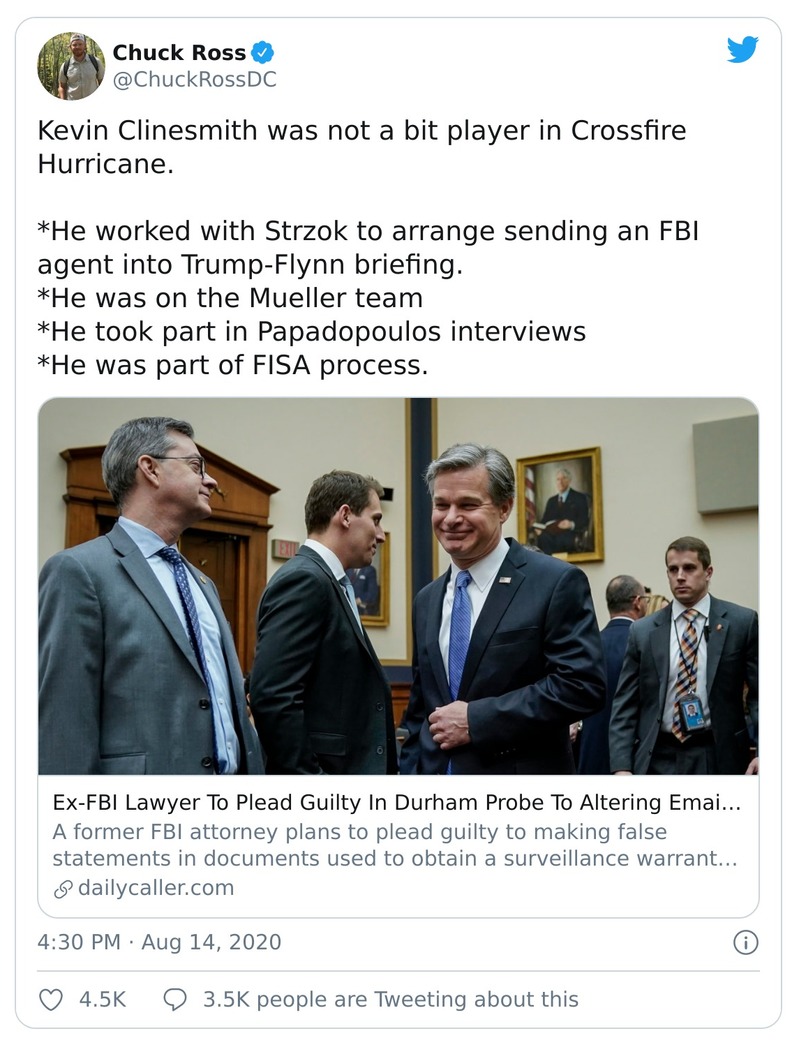 Chuck Ross
@ChuckRossDC
Kevin Clinesmith was not a bit player in Crossfire
Hurricane.
*He worked with Strzok to arrange sending an FBI
agent into Trump-Flynn briefing.
*He was on the Mueller team
*He took part in Papadopoulos interviews
*He was part of FISA process.
EXIT
Ex-FBI Lawyer To Plead Guilty In Durham Probe To Altering Emai...
A former FBI attorney plans to plead guilty to making false
statements in documents used to obtain a surveillance warrant...
dailycaller.com
4:30 PM · Aug 14, 2020
4.5K
3.5K people are Tweeting about this